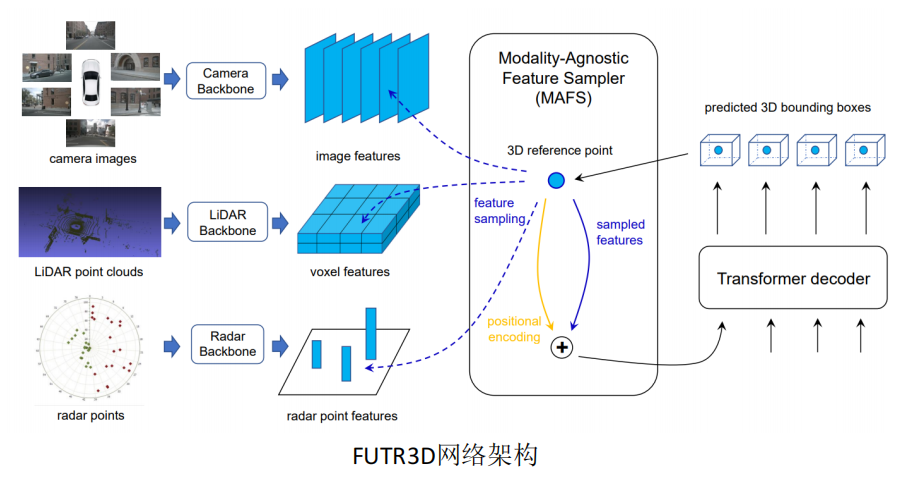 camera images
Camera
Backbone
image features
LiDAR point clouds
LiDAR
Backbone
voxel features
radar points
Radar
Backbone
radar point features
Modality-Agnostic
Feature Sampler
(MAFS)
3D reference point
feature
sampling
sampled
features
positional
encoding
+
predicted 3D bounding boxes
Transformer decoder
FUTR3D网络架构